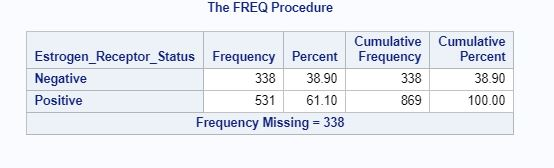 The FREQ Procedure
Cumulative Cumulative
Estrogen_Receptor_Status Frequency Percent Frequency Percent
Negative 338 38.90 338 38.90
Positive 531 61.10 869 100.00
Frequency Missing = 338